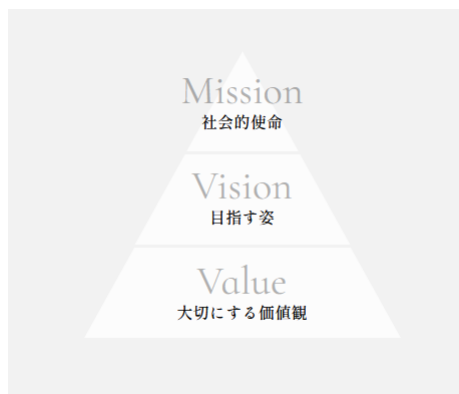 Mission
社会的使命
Vision
目指す姿
Value
大切にする価値観